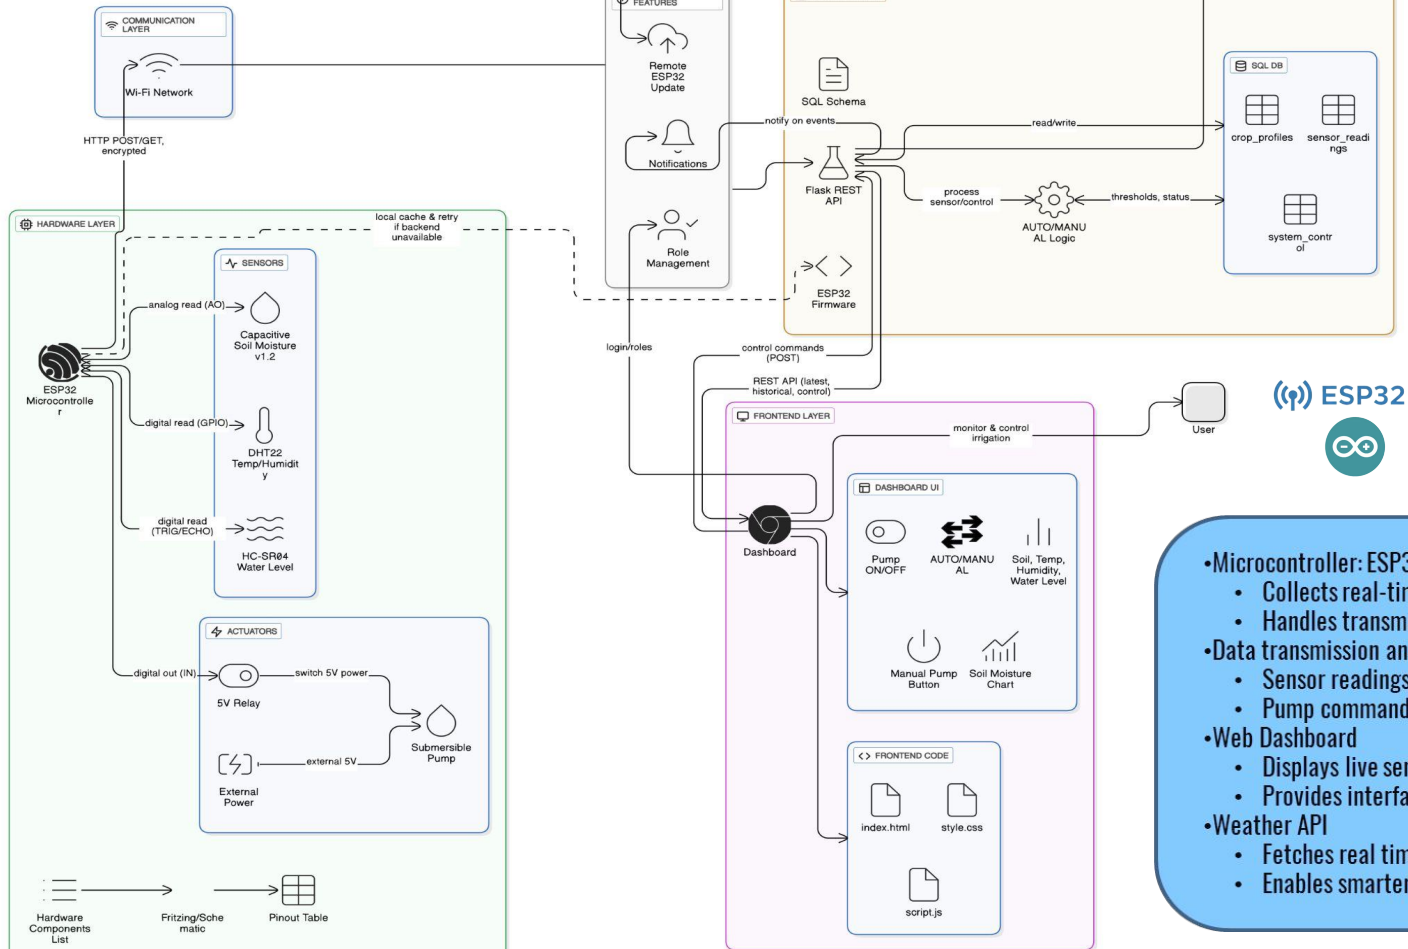 COMMUNICATION
LAYER
Wi-Fi Network
HTTP POST/GET,
encrypted
FEATURES
Remote
ESP32
Update
Notifications
Role
Management
SQL Schema
notify on events
Flask REST
API
read/write
process
sensor/control
AUTO/MANU
AL Logic
thresholds, status
ESP32
Firmware
SQL DB
crop_profiles
sensor_readi
ngs
system_contr
ol
HARDWARE LAYER
local cache & retry
if backend
unavailable
SENSORS
analog read (AO)
Capacitive
Soil Moisture
v1.2
ESP32
Microcontrolle
r
digital read (GPIO)
DHT22
Temp/Humidit
y
digital read
(TRIG/ECHO)
HC-SR04
Water Level
ACTUATORS
digital out (IN)
5V Relay
switch 5V power
Submersible
Pump
external 5V
External
Power
Hardware
Components
List
Fritzing/Sche
matic
Pinout Table
login/roles
control commands
(POST)
REST API (latest,
historical, control)
FRONTEND LAYER
monitor & control
irrigation
User
Dashboard
DASHBOARD UI
Pump
ON/OFF
AUTO/MANU
AL
Soil, Temp,
Humidity,
Water Level
Manual Pump
Button
Soil Moisture
Chart
FRONTEND CODE
index.html
style.css
script.js
ESP32
•Microcontroller: ESP3
• Collects real-tin
• Handles transm
•Data transmission an
• Sensor readings
• Pump command
•Web Dashboard
• Displays live ser
• Provides interfa
•Weather API
• Fetches real tim
• Enables smarter